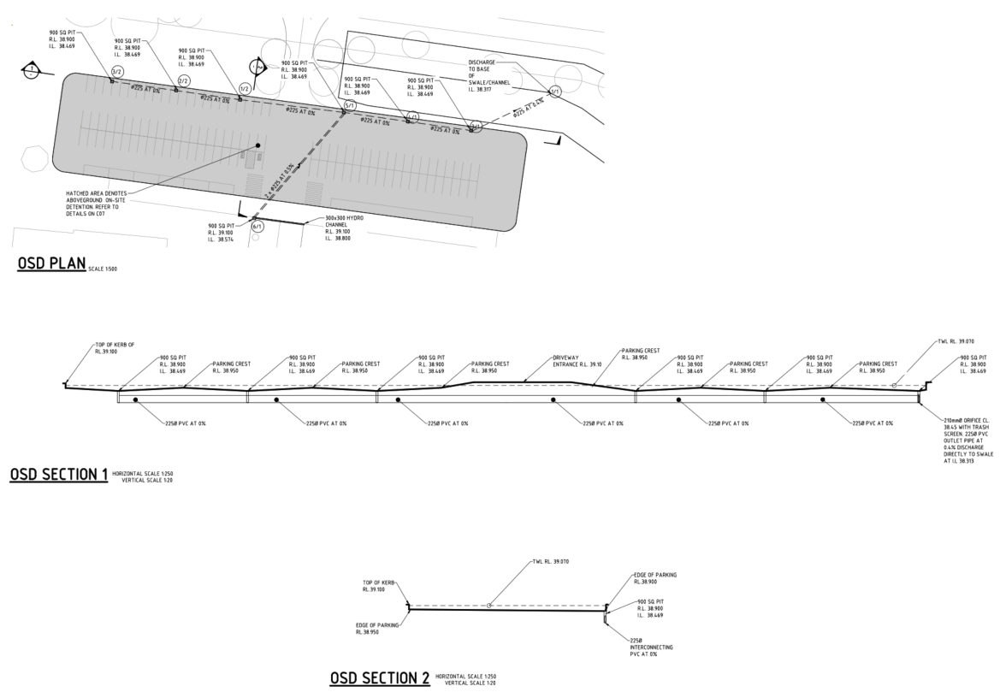 900 SQ PIT
R.L. 38.900
I.L. 38.469
900 SQ PIT
R.L. 38.900
I.L. 38.469
900 SQ PIT
R.L. 38.900
I.L. 38.469
900 SQ PIT
R.L. 38.900
I.L. 38.469
900 SQ PIT
R.L. 38.900
I.L. 38.469
900 SQ PIT
R.L. 38.900
I.L. 38.469
DISCHARGE
TO BASE
OF
SWALE/CHANNEL
I.L 38.317
3/2
2/2
1/2
5/1
4/1
1/1
Ø225 AT 0%
Ø225 AT 0%
Ø225 AT 0%
Ø225 AT 0%
Ø225 AT 0%
Ø225 AT 0.4%
2 x Ø225 AT 0.5%
HATCHED AREA DENOTES
ABOVEGROUND ON-SITE
DETENTION. REFER TO
DETAILS ON C07
900 SQ PIT
R.L. 39.100
I.L. 38.574
6/1
300x300 HYDRO
CHANNEL
R.L. 39.100
I.L. 38.800
OSD PLAN SCALE 1:500
TOP OF KERB OF
RL.39.100
900 SQ PIT
R.L. 38.900
I.L. 38.469
PARKING CREST
R.L. 38.950
900 SQ PIT
R.L. 38.900
I.L. 38.469
PARKING CREST
R.L. 38.950
900 SQ PIT
R.L. 38.900
I.L. 38.469
PARKING CREST
R.L. 38.950
DRIVEWAY
ENTRANCE R.L. 39.10
PARKING CREST
R.L. 38.950
900 SQ PIT
R.L. 38.900
I.L. 38.469
PARKING CREST
R.L. 38.950
900 SQ PIT
R.L. 38.900
I.L. 38.469
PARKING CREST
R.L. 38.950
TWL RL. 39.070
900 SQ PIT
R.L. 38.900
I.L. 38.469
225Ø PVC AT 0%
225Ø PVC AT 0%
225Ø PVC AT 0%
225Ø PVC AT 0%
225Ø PVC AT 0%
225Ø PVC AT 0%
210mmØ ORIFICE CL.
38.45 WITH TRASH
SCREEN. 225Ø PVC
OUTLET PIPE AT
0.4% DISCHARGE
DIRECTLY TO SWALE
AT I.L 38.313
OSD SECTION 1 HORIZONTAL SCALE 1:250
VERTICAL SCALE 1:20
TWL RL. 39.070
TOP OF KERB
RL.39.100
EDGE OF PARKING
RL.38.900
900 SQ PIT
R.L. 38.900
I.L. 38.469
EDGE OF PARKING
RL.38.950
225Ø
INTERCONNECTING
PVC AT 0%
OSD SECTION 2 HORIZONTAL SCALE 1:250
VERTICAL SCALE 1:20